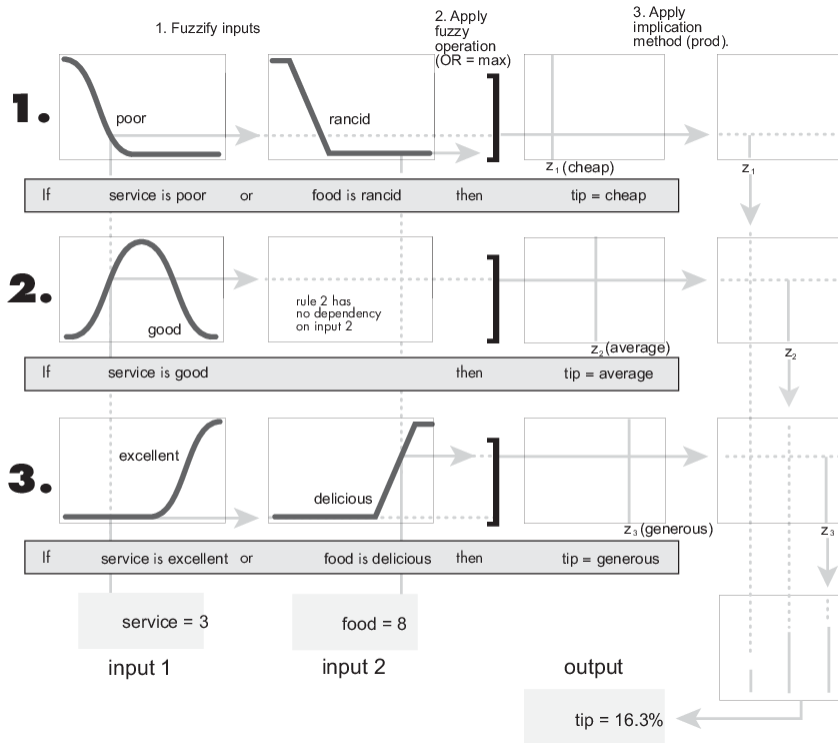 1. Fuzzify inputs
2. Apply
fuzzy
operation
(OR = max)
3. Apply
implication
method (prod).
1.
poor
rancid
z1 (cheap)
z1
If service is poor or food is rancid then tip = cheap
2.
good
rule 2 has
no dependency
on input 2
z2 (average)
z2
If service is good then tip = average
3.
excellent
delicious
z3 (generous)
z3
If service is excellent or food is delicious then tip = generous
service = 3
food = 8
input 1
input 2
output
tip = 16.3%